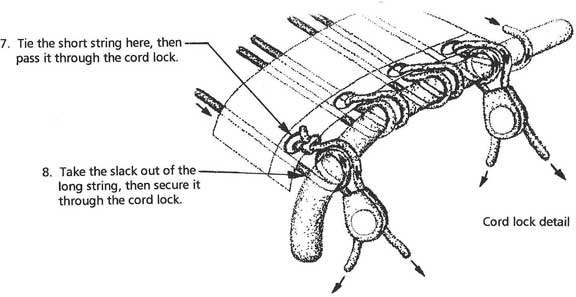 7. Tie the short string here, then
pass it through the cord lock.
8. Take the slack out of the
long string, then secure it
through the cord lock.
Cord lock detail